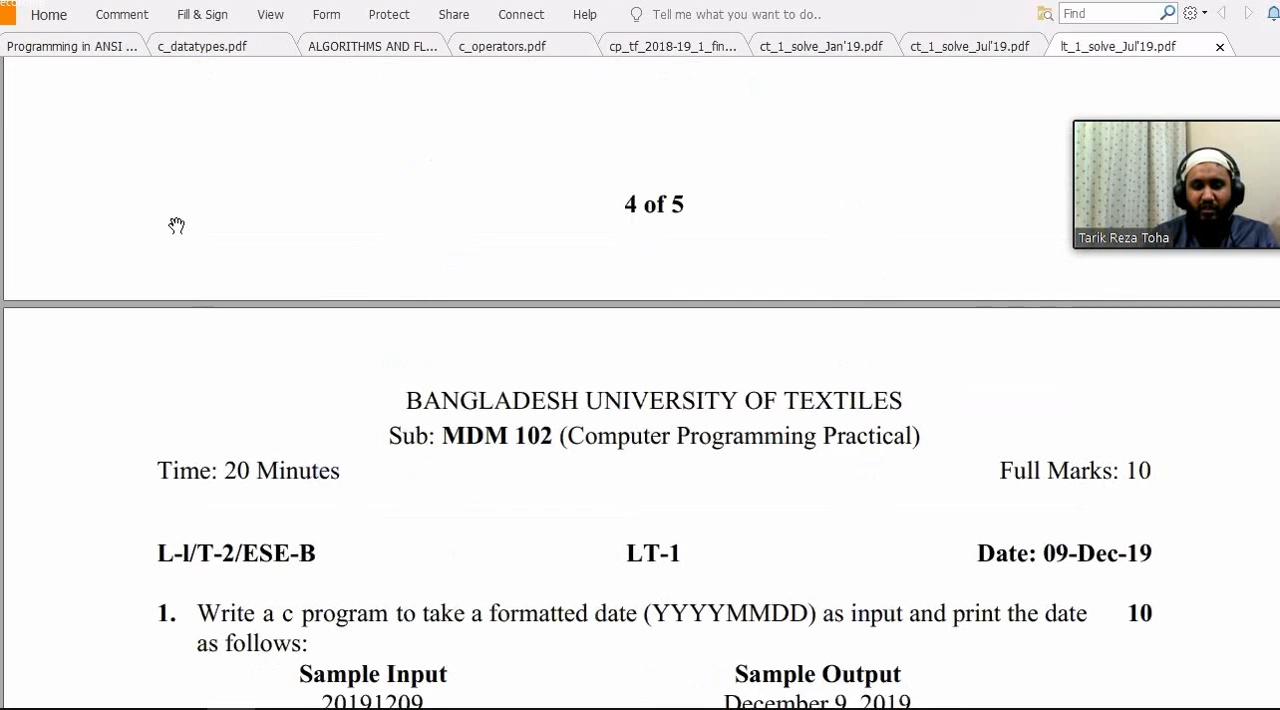 Home Comment Fill & Sign View Form Protect Share Connect Help Tell me what you want to do.. Find
Programming in ANSI ... c_datatypes.pdf ALGORITHMS AND FL... c_operators.pdf cp_tf_2018-19_1_fin... ct_1_solve_Jan'19.pdf ct_1_solve_Jul'19.pdf lt_1_solve_Jul'19.pdf
Tarik Reza Toha
4 of 5
BANGLADESH UNIVERSITY OF TEXTILES
Sub: MDM 102 (Computer Programming Practical)
Time: 20 Minutes Full Marks: 10
L-l/T-2/ESE-B LT-1 Date: 09-Dec-19
1. Write a c program to take a formatted date (YYYYMMDD) as input and print the date 10
as follows:
Sample Input Sample Output
20191209 December 9, 2019